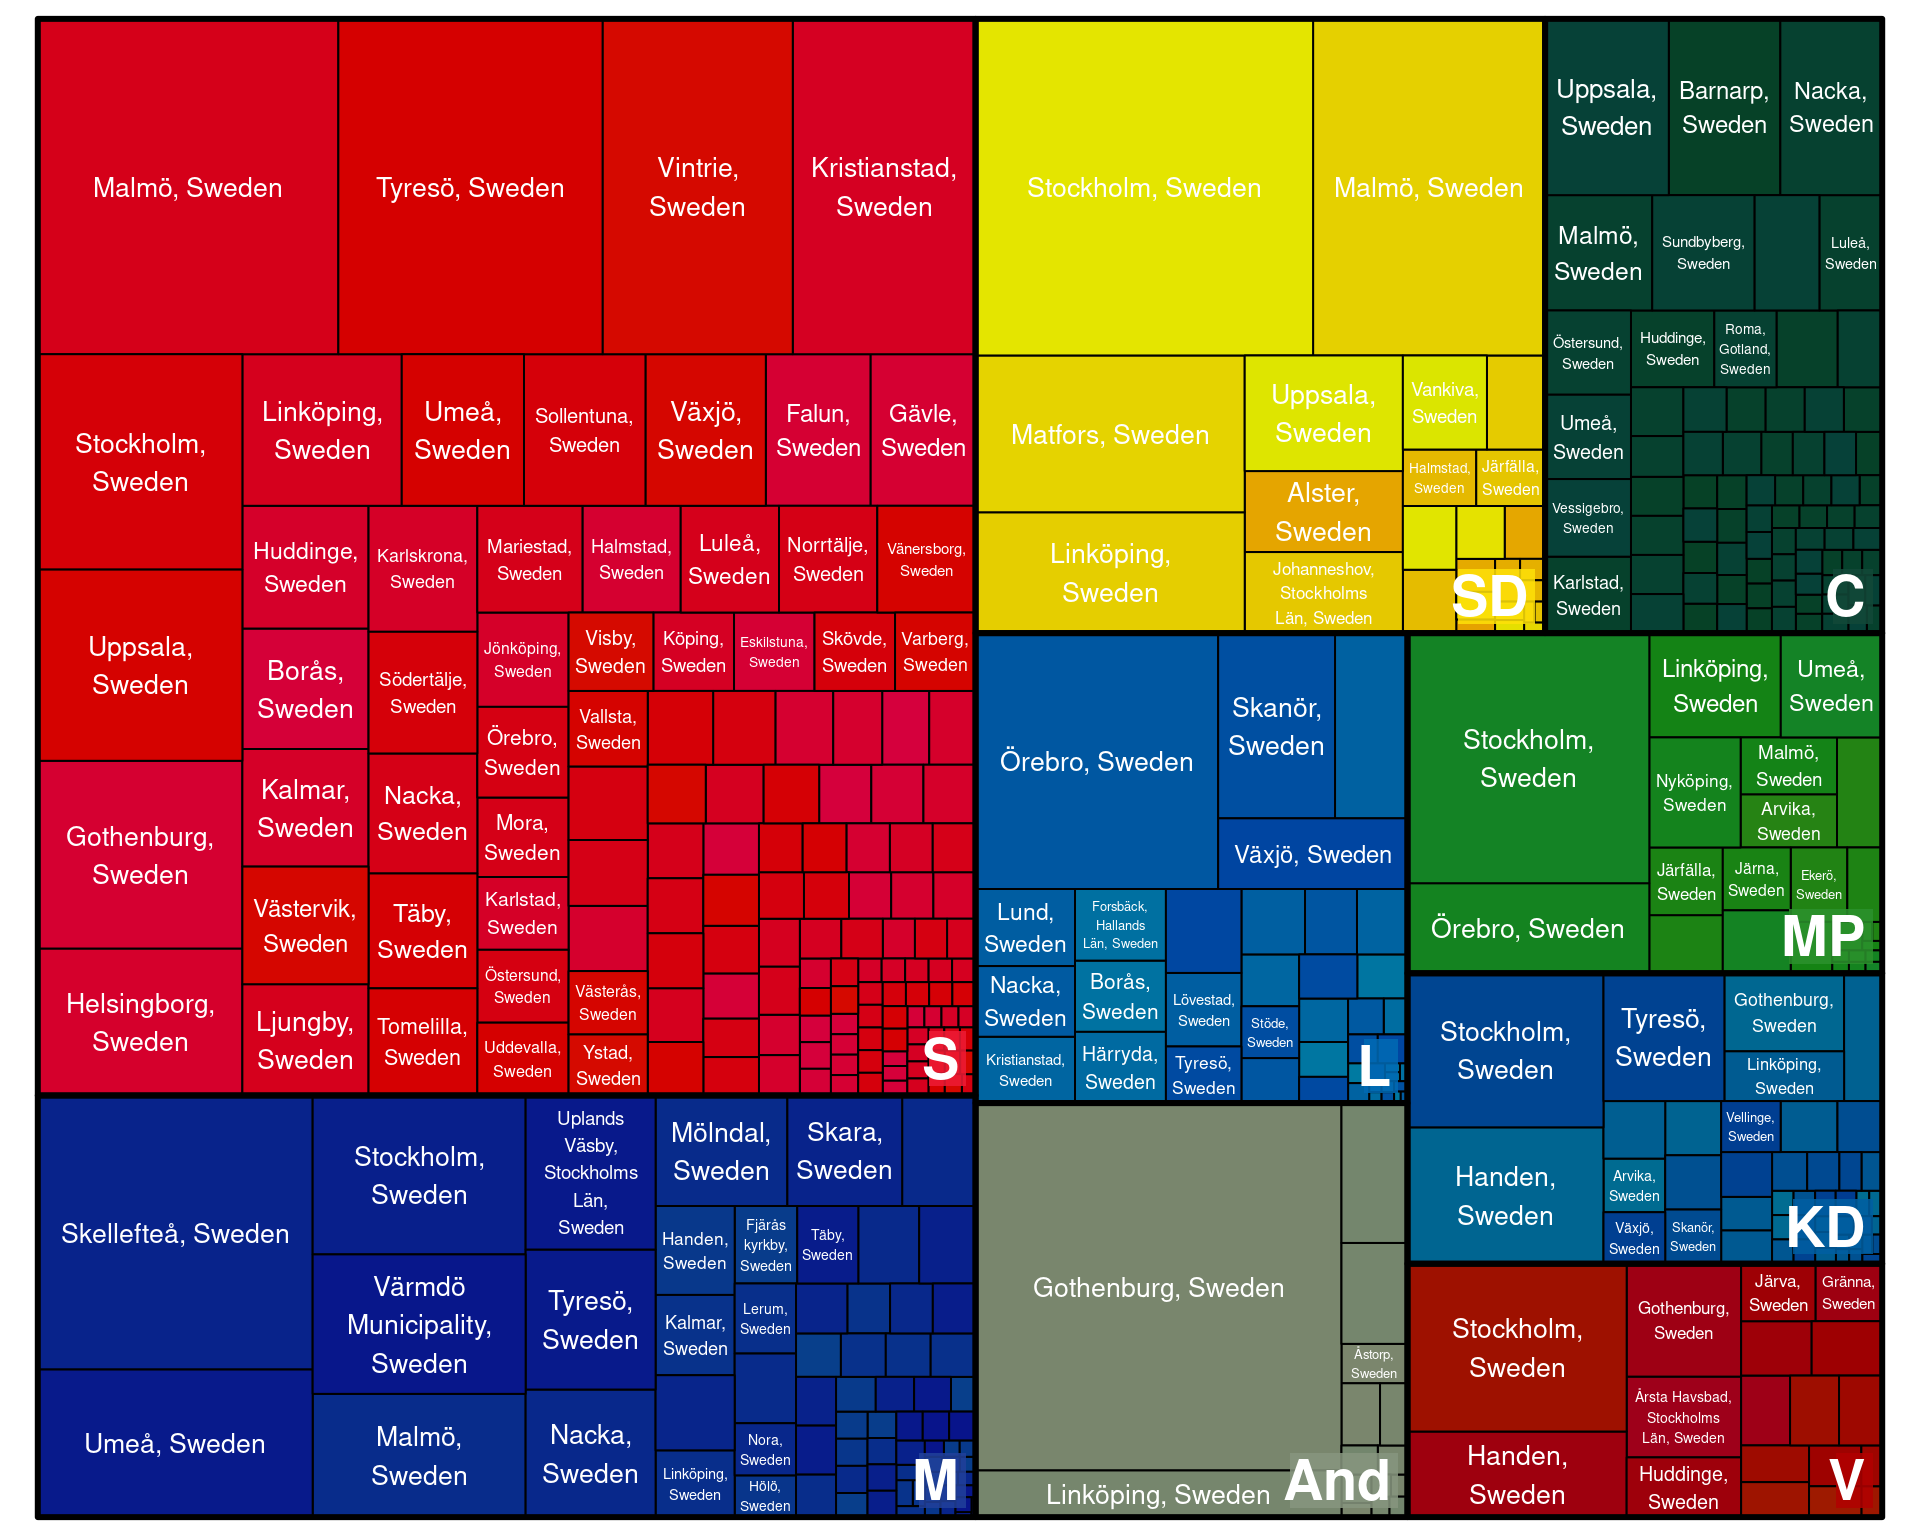 Malmö, Sweden
Tyresö, Sweden
Vintrie,
Sweden
Kristianstad,
Sweden
Stockholm,
Sweden
Linköping,
Sweden
Umeå,
Sweden
Sollentuna,
Sweden
Växjö,
Sweden
Falun,
Sweden
Gävle,
Sweden
Uppsala,
Sweden
Gothenburg,
Sweden
Helsingborg,
Sweden
Huddinge,
Sweden
Borås,
Sweden
Kalmar,
Sweden
Västervik,
Sweden
Ljungby,
Sweden
Karlskrona,
Sweden
Södertälje,
Sweden
Nacka,
Sweden
Täby,
Sweden
Tomelilla,
Sweden
Mariestad,
Sweden
Halmstad,
Sweden
Luleå,
Sweden
Norrtälje,
Sweden
Vänersborg,
Sweden
Jönköping,
Sweden
Örebro,
Sweden
Mora,
Sweden
Karlstad,
Sweden
Östersund,
Sweden
Uddevalla,
Sweden
Visby,
Sweden
Köping,
Sweden
Eskilstuna,
Sweden
Skövde,
Sweden
Varberg,
Sweden
Vallsta,
Sweden
Västerås,
Sweden
Ystad,
Sweden
S
Skellefteå, Sweden
Umeå, Sweden
Stockholm,
Sweden
Värmdö
Municipality,
Sweden
Malmö,
Sweden
Uplands
Väsby,
Stockholms
Län,
Sweden
Tyresö,
Sweden
Nacka,
Sweden
Mölndal,
Sweden
Skara,
Sweden
Handen,
Sweden
Kalmar,
Sweden
Linköping,
Sweden
Fjärås
kyrkby,
Sweden
Lerum,
Sweden
Nora,
Sweden
Hölö,
Sweden
Täby,
Sweden
M
Stockholm, Sweden
Malmö, Sweden
Matfors, Sweden
Linköping,
Sweden
Uppsala,
Sweden
Alster,
Sweden
Johanneshov,
Stockholms
Län, Sweden
Vankiva,
Sweden
Halmstad,
Sweden
Järfälla,
Sweden
SD
Uppsala,
Sweden
Barnarp,
Sweden
Nacka,
Sweden
Malmö,
Sweden
Sundbyberg,
Sweden
Luleå,
Sweden
Östersund,
Sweden
Huddinge,
Sweden
Roma,
Gotland,
Sweden
Umeå,
Sweden
Vessigebro,
Sweden
Karlstad,
Sweden
C
Örebro, Sweden
Skanör,
Sweden
Växjö, Sweden
Lund,
Sweden
Nacka,
Sweden
Kristianstad,
Sweden
Forsbäck,
Hallands
Län, Sweden
Borås,
Sweden
Härryda,
Sweden
Lövestad,
Sweden
Tyresö,
Sweden
Stöde,
Sweden
L
Gothenburg, Sweden
Linköping, Sweden
Åstorp,
Sweden
And
Stockholm,
Sweden
Örebro, Sweden
Linköping,
Sweden
Umeå,
Sweden
Nyköping,
Sweden
Malmö,
Sweden
Arvika,
Sweden
Järfälla,
Sweden
Järna,
Sweden
Ekerö,
Sweden
MP
Stockholm,
Sweden
Handen,
Sweden
Tyresö,
Sweden
Gothenburg,
Sweden
Linköping,
Sweden
Arvika,
Sweden
Växjö,
Sweden
Skanör,
Sweden
Vellinge,
Sweden
KD
Stockholm,
Sweden
Handen,
Sweden
Gothenburg,
Sweden
Årsta Havsbad,
Stockholms
Län, Sweden
Huddinge,
Sweden
Järva,
Sweden
Gränna,
Sweden
V